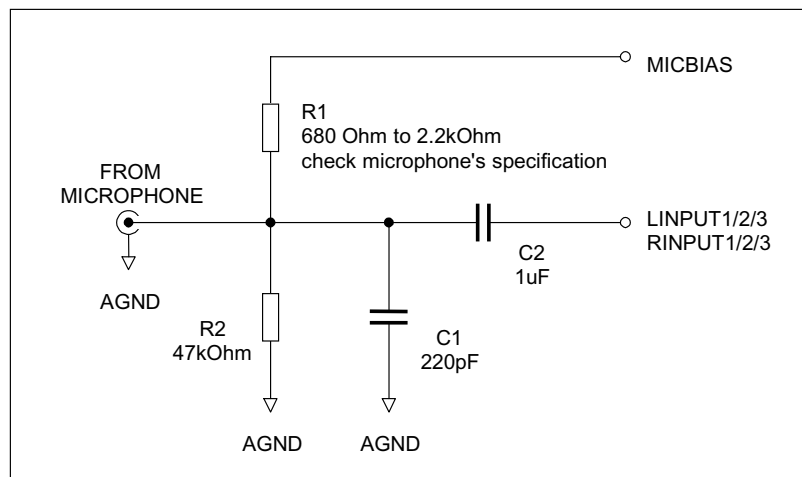 MICBIAS
R1
680 Ohm to 2.2kOhm
check microphone's specification
FROM
MICROPHONE
LINPUT1/2/3
RINPUT1/2/3
C2
1uF
AGND
R2
47kOhm
C1
220pF
AGND
AGND